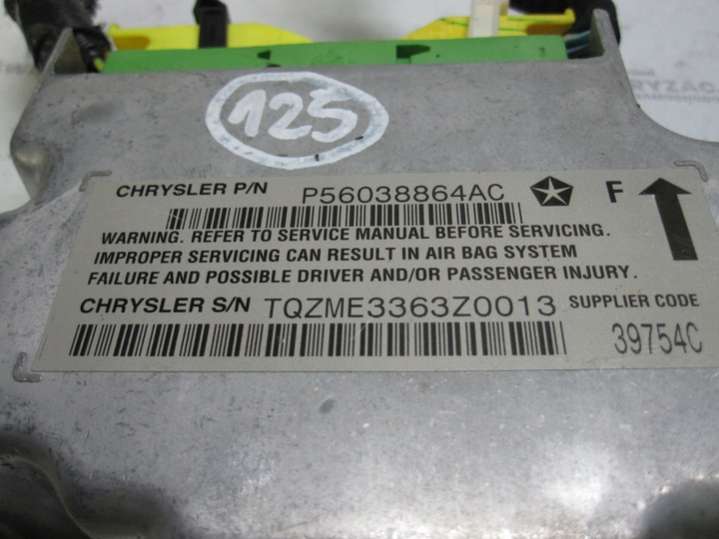 125
CHRYSLER P/N P56038864AC F
WARNING. REFER TO SERVICE MANUAL BEFORE SERVICING.
IMPROPER SERVICING CAN RESULT IN AIR BAG SYSTEM
FAILURE AND POSSIBLE DRIVER AND/OR PASSENGER INJURY.
CHRYSLER S/N TQZME3363Z0013 SUPPLIER CODE
39754C